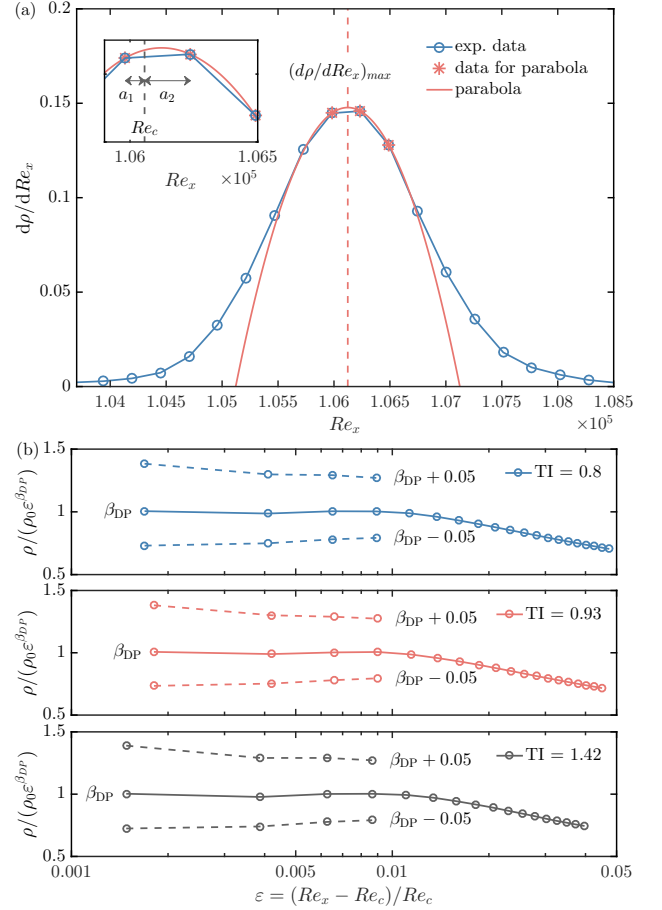 (a)
0.2
0.15
0.1
0.05
0
dρ/dRe_x
exp. data
data for parabola
parabola
(dρ/dRe_x)_max
a_1
a_2
Re_c
1.06
1.065
Re_x
×10^5
1.04
1.045
1.05
1.055
1.06
1.065
1.07
1.075
1.08
1.085
Re_x
×10^5
(b)
1.5
1
0.5
ρ/(ρ_0ε^{β_DP})
β_DP + 0.05
TI = 0.8
β_DP
β_DP − 0.05
1.5
1
0.5
ρ/(ρ_0ε^{β_DP})
β_DP + 0.05
TI = 0.93
β_DP
β_DP − 0.05
1.5
1
0.5
ρ/(ρ_0ε^{β_DP})
β_DP + 0.05
TI = 1.42
β_DP
β_DP − 0.05
0.001
0.005
0.01
0.05
ε = (Re_x − Re_c)/Re_c